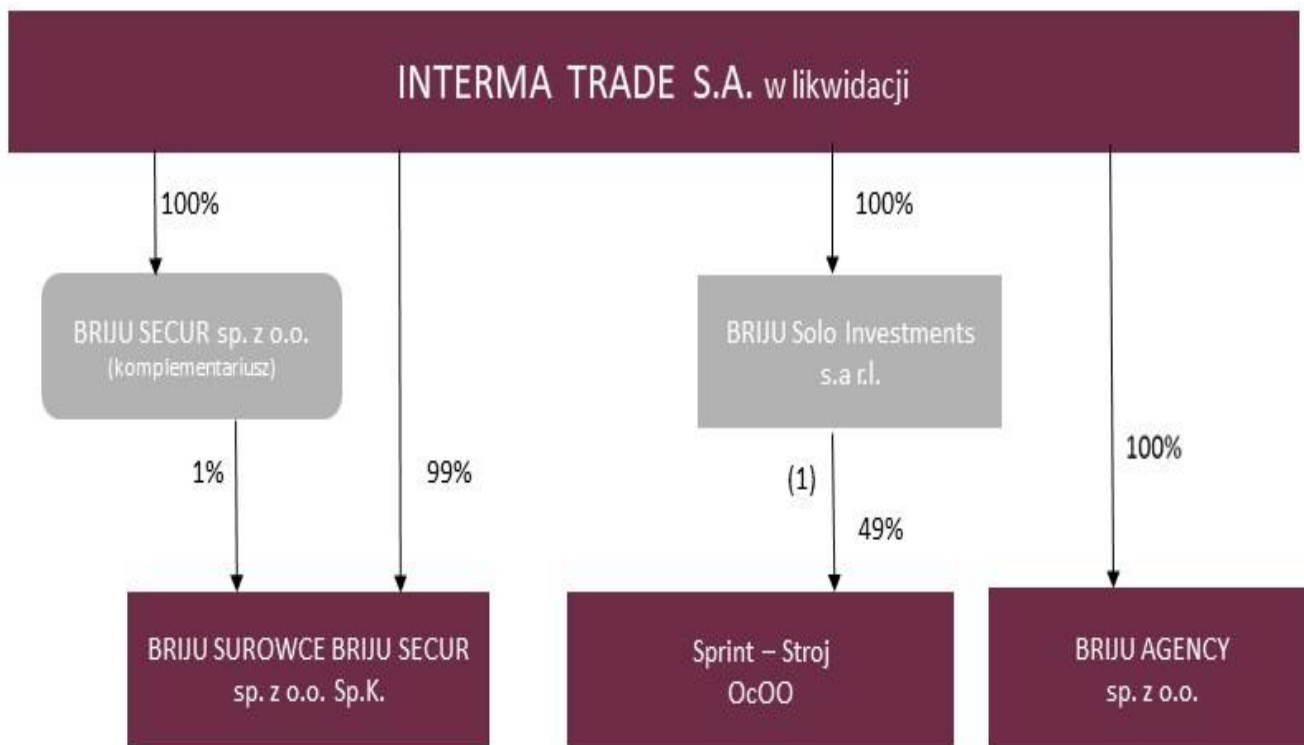 INTERMA TRADE S.A. w likwidacji
100%
100%
BRIJU SECUR sp. z o.o.
(komplementariusz)
BRIJU Solo Investments
s.a r.l.
1%
99%
(1)
49%
100%
BRIJU SUROWCE BRIJU SECUR
sp. z o.o. Sp.K.
Sprint – Stroj
OcOO
BRIJU AGENCY
sp. z o.o.